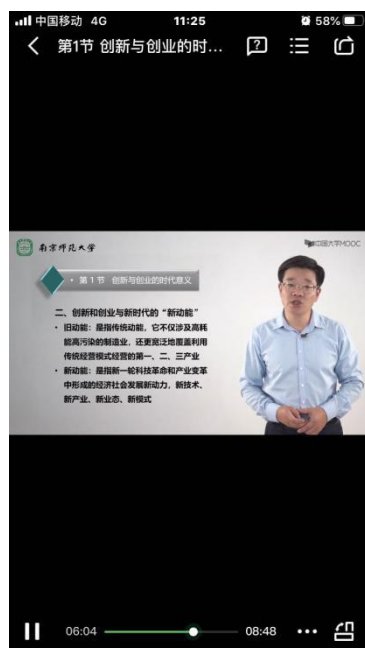 中国移动 4G 11:25 58%
第1节 创新与创业的时...
南京师范大学
中国大学MOOC
• 第 1 节 创新与创业的时代意义
二、创新和创业与新时代的“新动能”
• 旧动能：是指传统动能，它不仅涉及高耗
能高污染的制造业，还更宽泛地覆盖利用
传统经营模式经营的第一、二、三产业
• 新动能：是指新一轮科技革命和产业变革
中形成的经济社会发展新动力，新技术、
新产业、新业态、新模式
06:04 08:48